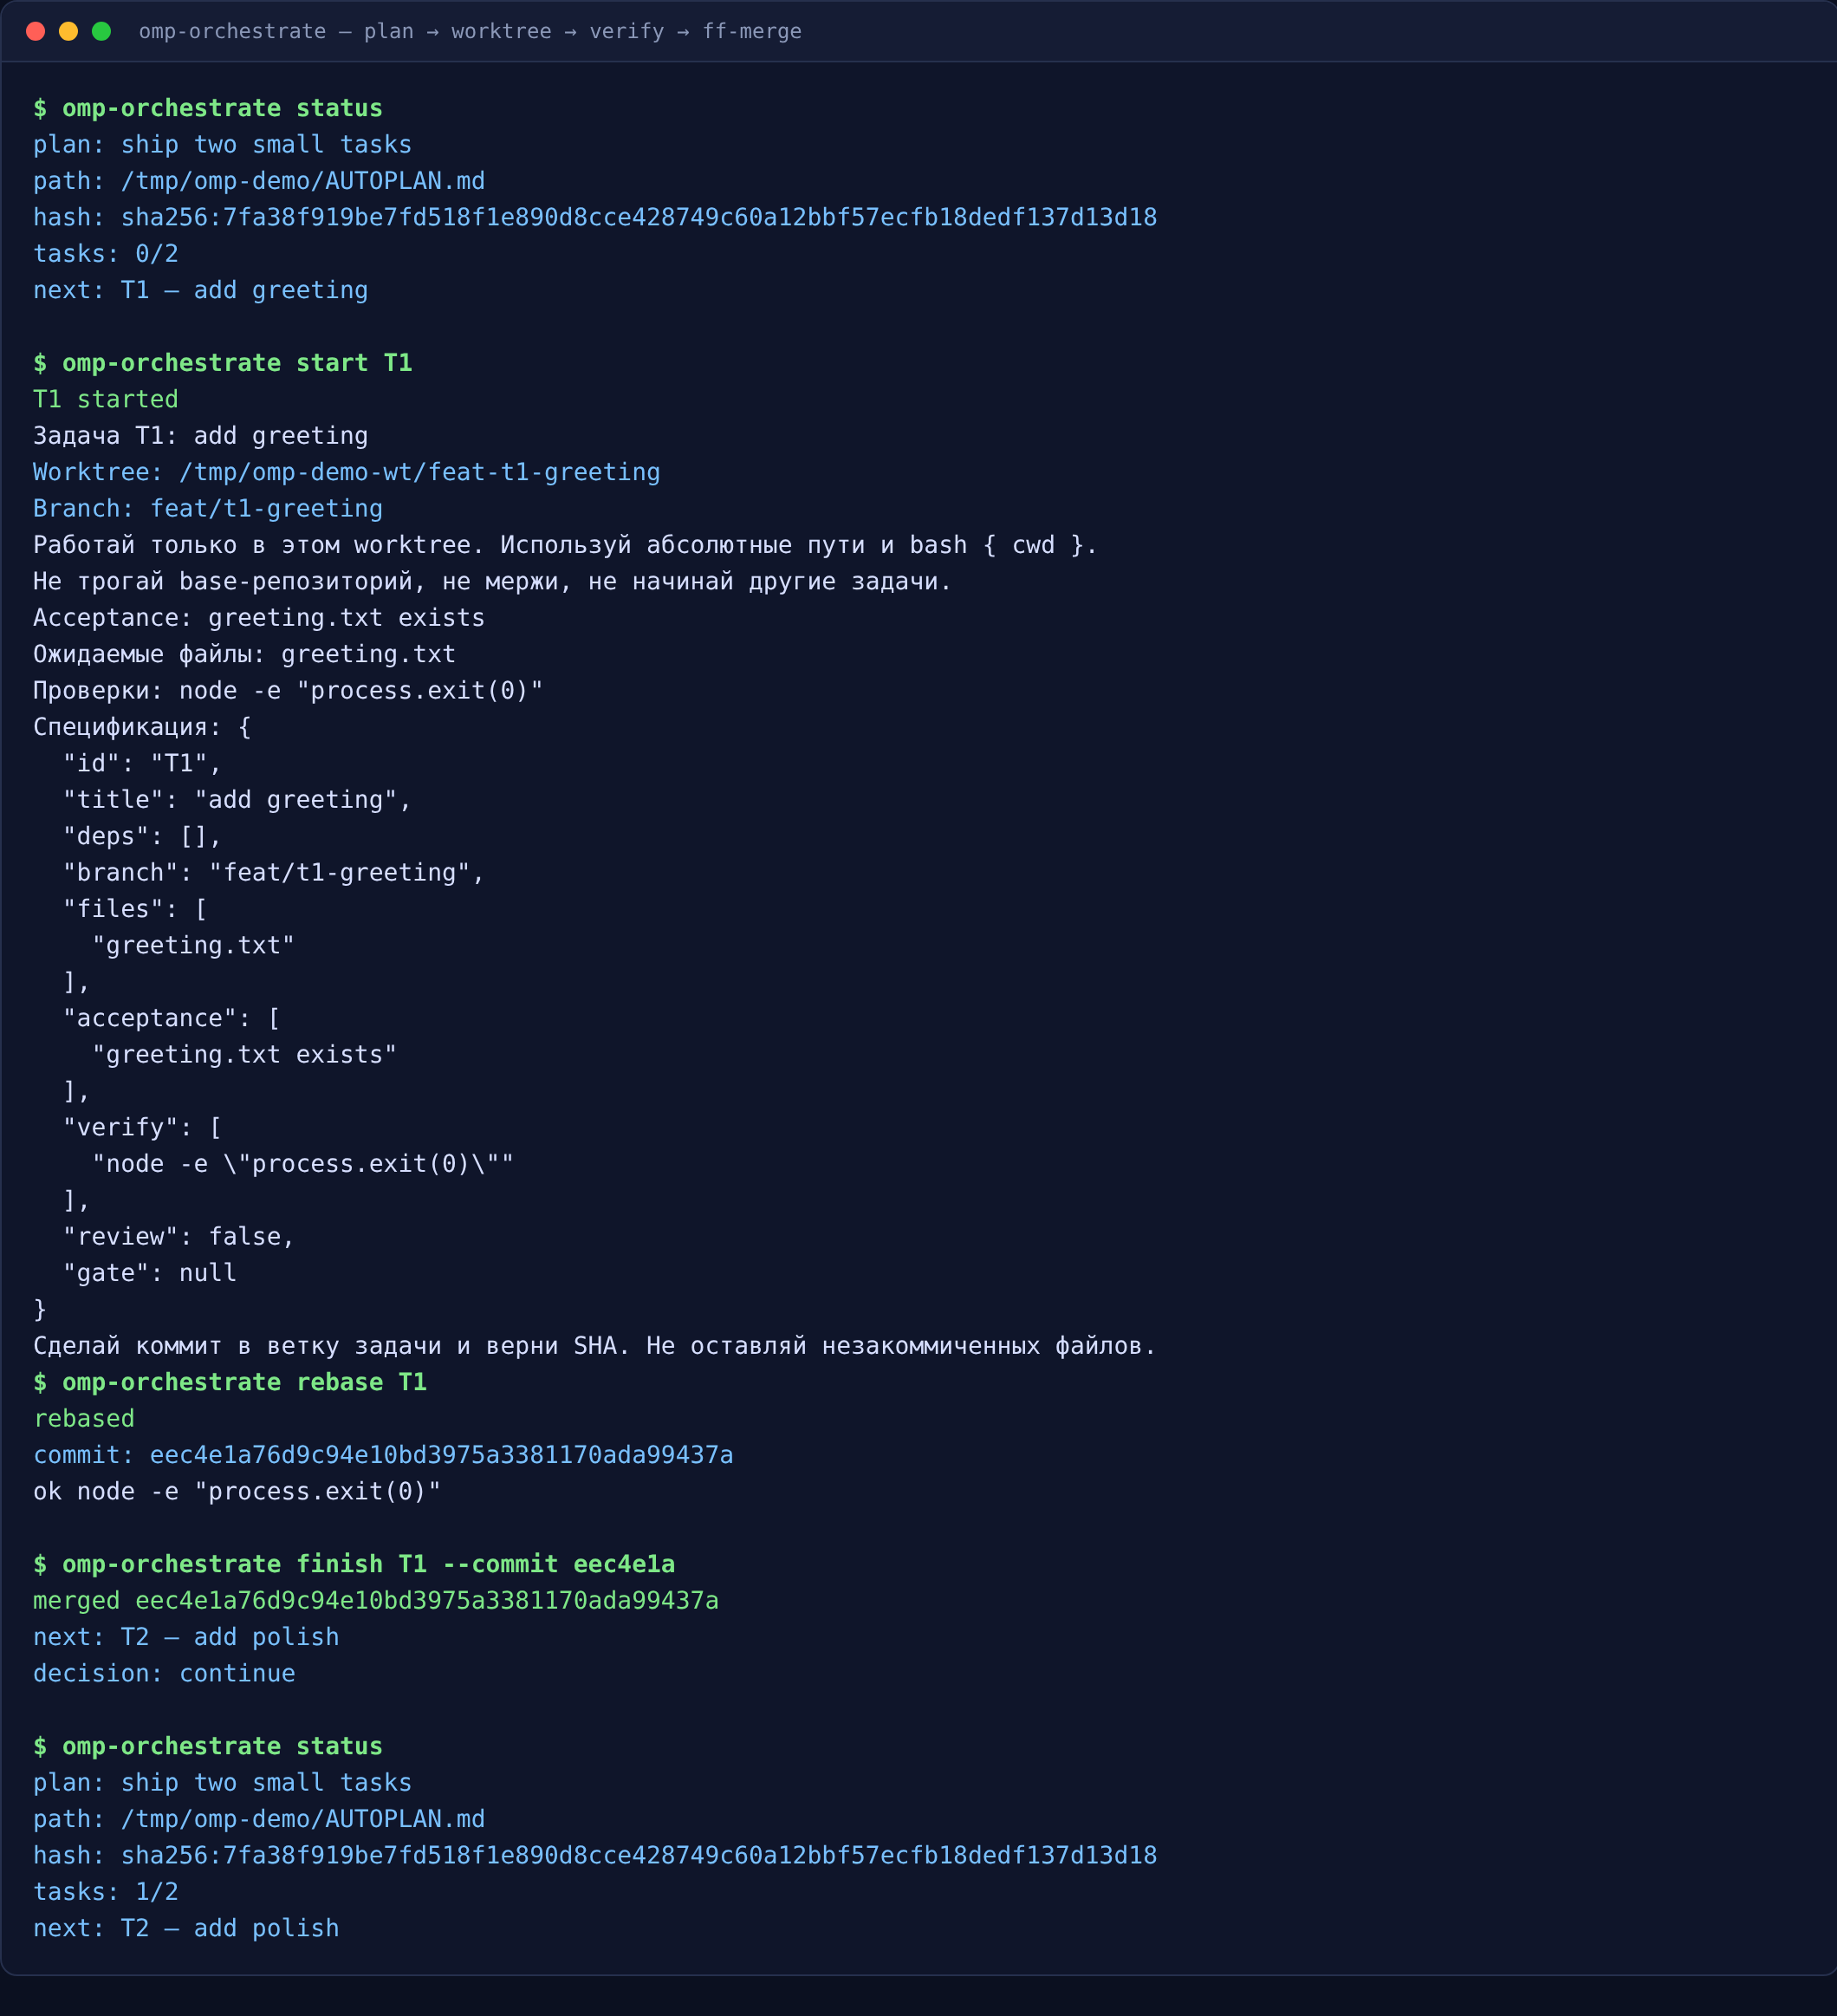 omp-orchestrate — plan → worktree → verify → ff-merge
$ omp-orchestrate status
plan: ship two small tasks
path: /tmp/omp-demo/AUTOPLAN.md
hash: sha256:7fa38f919be7fd518f1e890d8cce428749c60a12bbf57ecfb18dedf137d13d18
tasks: 0/2
next: T1 — add greeting
$ omp-orchestrate start T1
T1 started
Задача T1: add greeting
Worktree: /tmp/omp-demo-wt/feat-t1-greeting
Branch: feat/t1-greeting
Работай только в этом worktree. Используй абсолютные пути и bash { cwd }.
Не трогай base-репозиторий, не мержи, не начинай другие задачи.
Acceptance: greeting.txt exists
Ожидаемые файлы: greeting.txt
Проверки: node -e "process.exit(0)"
Спецификация: {
  "id": "T1",
  "title": "add greeting",
  "deps": [],
  "branch": "feat/t1-greeting",
  "files": [
    "greeting.txt"
  ],
  "acceptance": [
    "greeting.txt exists"
  ],
  "verify": [
    "node -e \"process.exit(0)\""
  ],
  "review": false,
  "gate": null
}
Сделай коммит в ветку задачи и верни SHA. Не оставляй незакоммиченных файлов.
$ omp-orchestrate rebase T1
rebased
commit: eec4e1a76d9c94e10bd3975a3381170ada99437a
ok node -e "process.exit(0)"
$ omp-orchestrate finish T1 --commit eec4e1a
merged eec4e1a76d9c94e10bd3975a3381170ada99437a
next: T2 — add polish
decision: continue
$ omp-orchestrate status
plan: ship two small tasks
path: /tmp/omp-demo/AUTOPLAN.md
hash: sha256:7fa38f919be7fd518f1e890d8cce428749c60a12bbf57ecfb18dedf137d13d18
tasks: 1/2
next: T2 — add polish